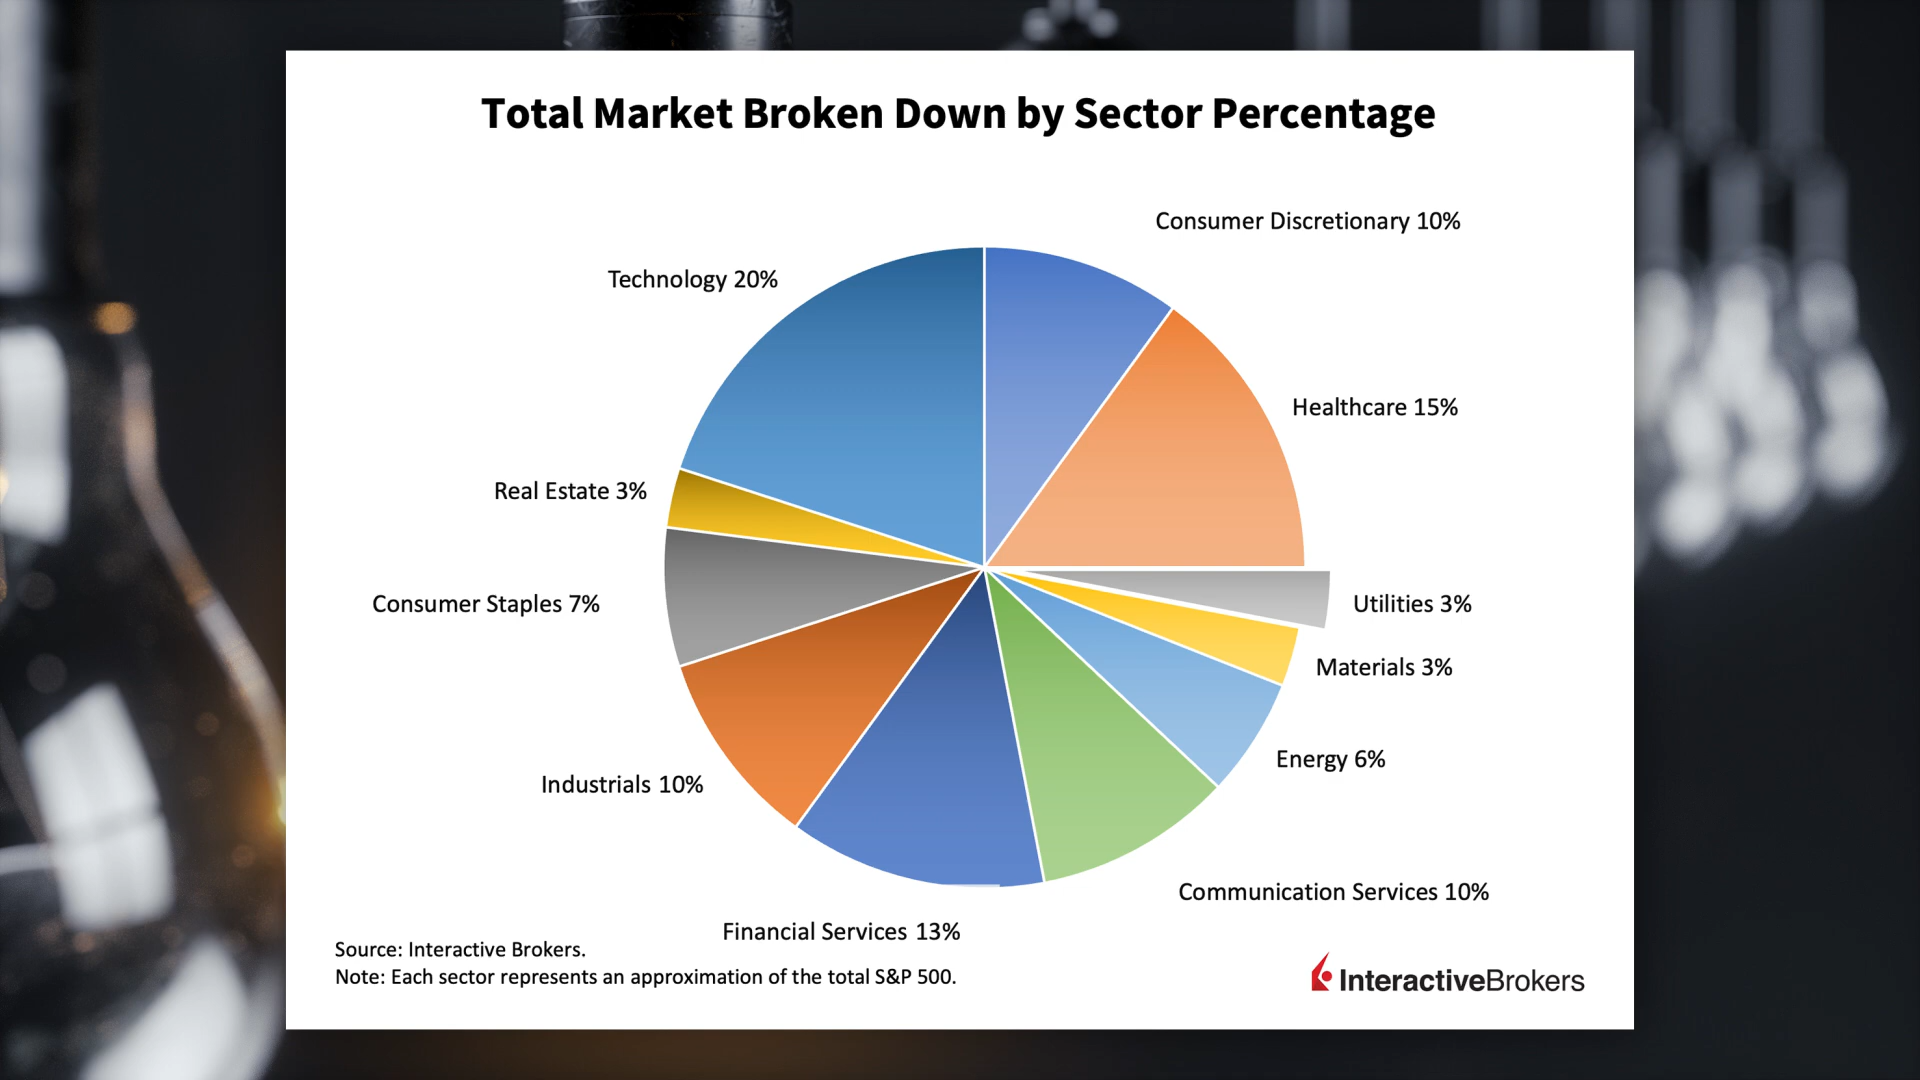 Total Market Broken Down by Sector Percentage
Consumer Discretionary 10%
Technology 20%
Healthcare 15%
Real Estate 3%
Consumer Staples 7%
Utilities 3%
Materials 3%
Energy 6%
Industrials 10%
Communication Services 10%
Financial Services 13%
Source: Interactive Brokers.
Note: Each sector represents an approximation of the total S&P 500.
InteractiveBrokers